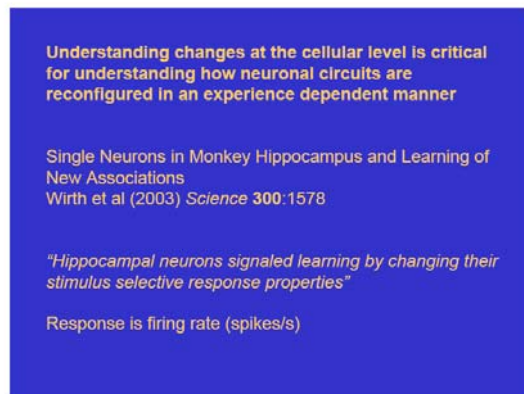 Understanding changes at the cellular level is critical
for understanding how neuronal circuits are
reconfigured in an experience dependent manner
Single Neurons in Monkey Hippocampus and Learning of
New Associations
Wirth et al (2003) Science 300:1578
“Hippocampal neurons signaled learning by changing their
stimulus selective response properties”
Response is firing rate (spikes/s)